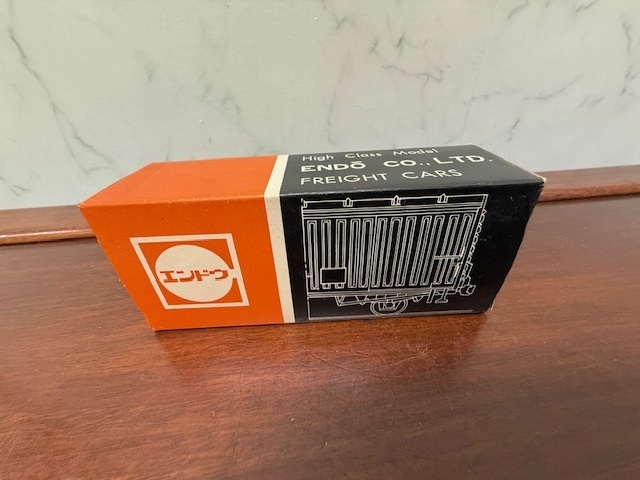 High Class Model
ENDŌ CO.,LTD.
FREIGHT CARS
エンドウ